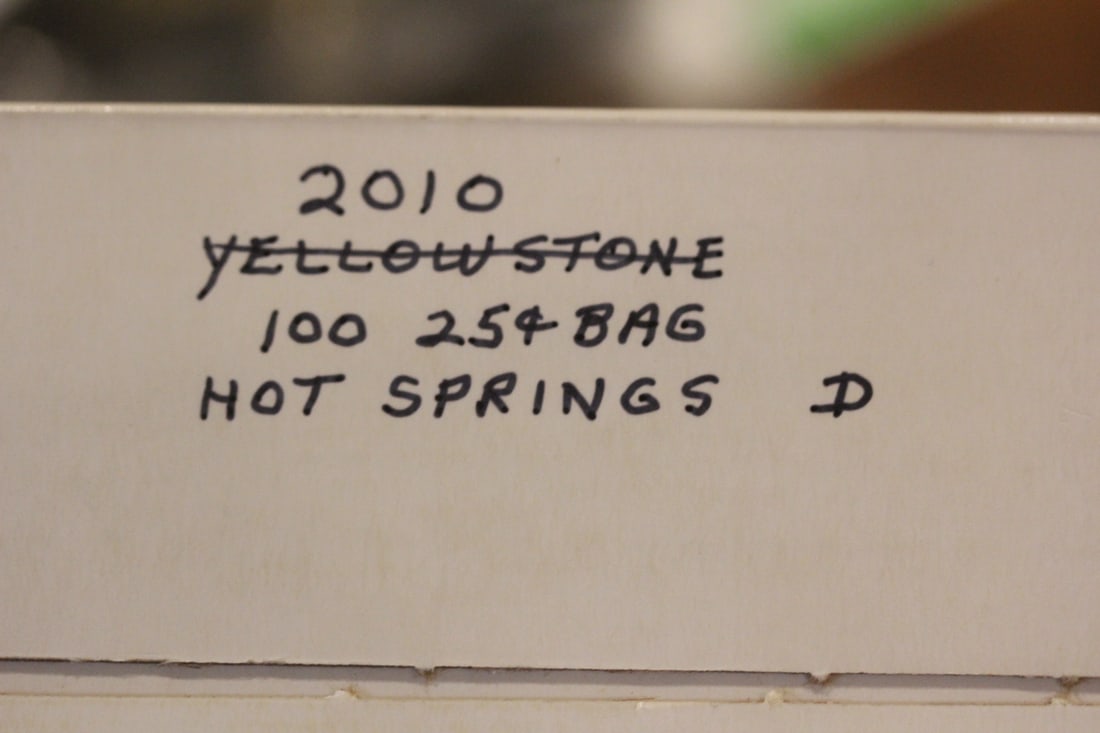 2010
YELLOWSTONE
100 25¢ BAG
HOT SPRINGS D